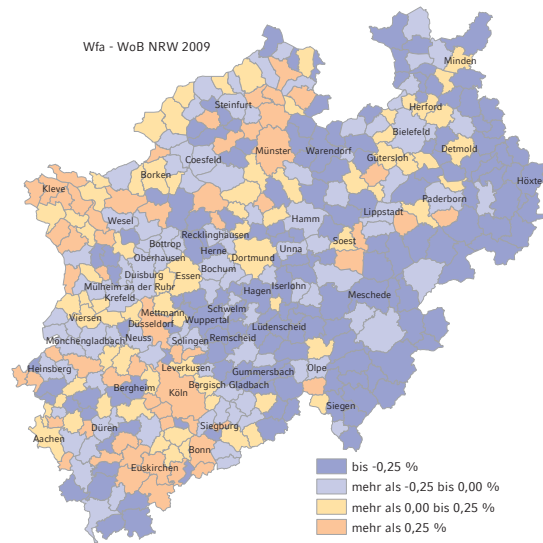 Wfa - WoB NRW 2009
Minden
Steinfurt
Herford
Bielefeld
Münster
Warendorf
Detmold
Coesfeld
Gütersloh
Borken
Höxte
Kleve
Paderborn
Lippstadt
Wesel
Hamm
Recklinghausen
Soest
Bottrop
Herne
Unna
Oberhausen
Dortmund
Bochum
Duisburg
Essen
Mülheim an der Ruhr
Iserlohn
Hagen
Krefeld
Meschede
Schwelm
Mettmann
Viersen
Wuppertal
Düsseldorf
Lüdenscheid
Neuss
Remscheid
Mönchengladbach
Solingen
Heinsberg
Leverkusen
Olpe
Gummersbach
Bergisch Gladbach
Bergheim
Köln
Siegen
Düren
Siegburg
Aachen
Bonn
Euskirchen
bis -0,25 %
mehr als -0,25 bis 0,00 %
mehr als 0,00 bis 0,25 %
mehr als 0,25 %